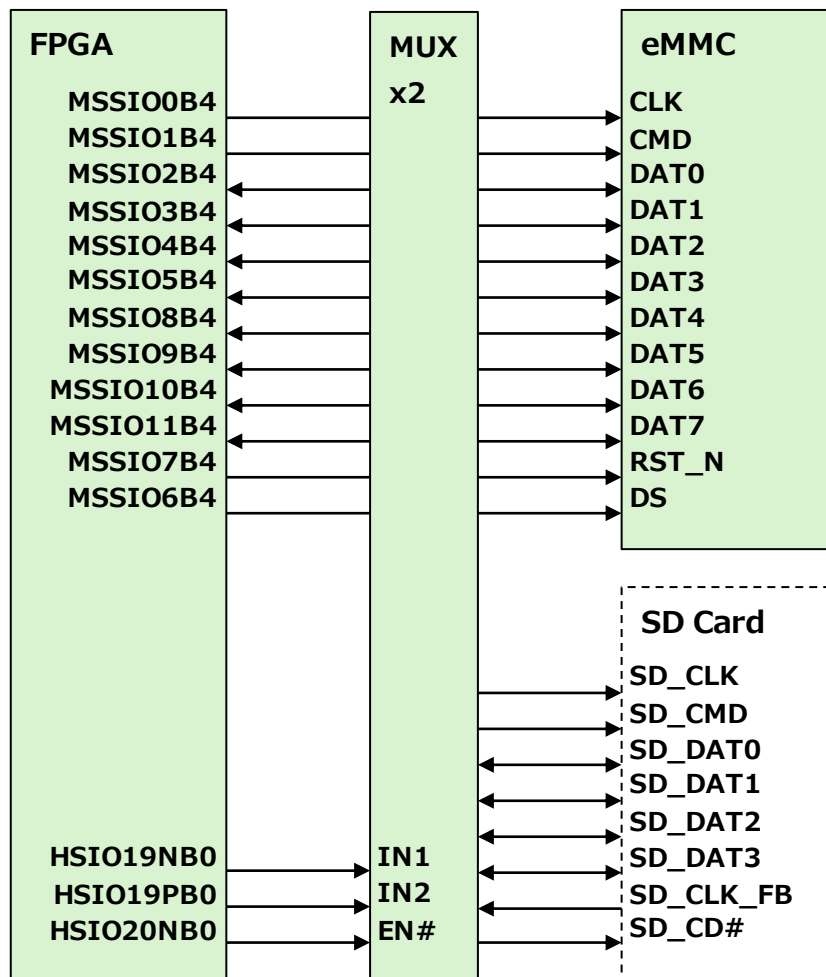 FPGA
MUX
x2
eMMC
MSSIO0B4
CLK
MSSIO1B4
CMD
MSSIO2B4
DAT0
MSSIO3B4
DAT1
MSSIO4B4
DAT2
MSSIO5B4
DAT3
MSSIO8B4
DAT4
MSSIO9B4
DAT5
MSSIO10B4
DAT6
MSSIO11B4
DAT7
MSSIO7B4
RST_N
MSSIO6B4
DS
SD Card
SD_CLK
SD_CMD
SD_DAT0
SD_DAT1
SD_DAT2
HSIO19NB0
IN1
SD_DAT3
HSIO19PB0
IN2
SD_CLK_FB
HSIO20NB0
EN#
SD_CD#